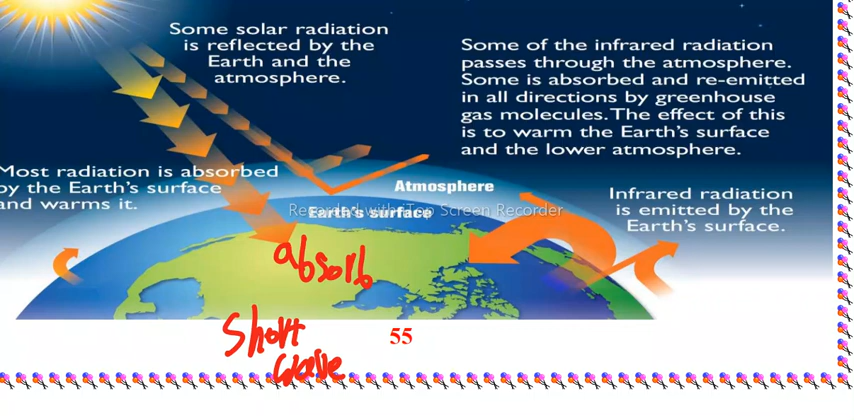 Some solar radiation
is reflected by the
Earth and the
atmosphere.
Some of the infrared radiation
passes through the atmosphere.
Some is absorbed and re-emitted
in all directions by greenhouse
gas molecules. The effect of this
is to warm the Earth's surface
and the lower atmosphere.
Most radiation is absorbed
by the Earth's surface
and warms it.
Atmosphere
Infrared radiation
is emitted by the
Earth's surface.
Recorded with iTop Screen Recorder
Earth's surface
absorb
short
wave
55